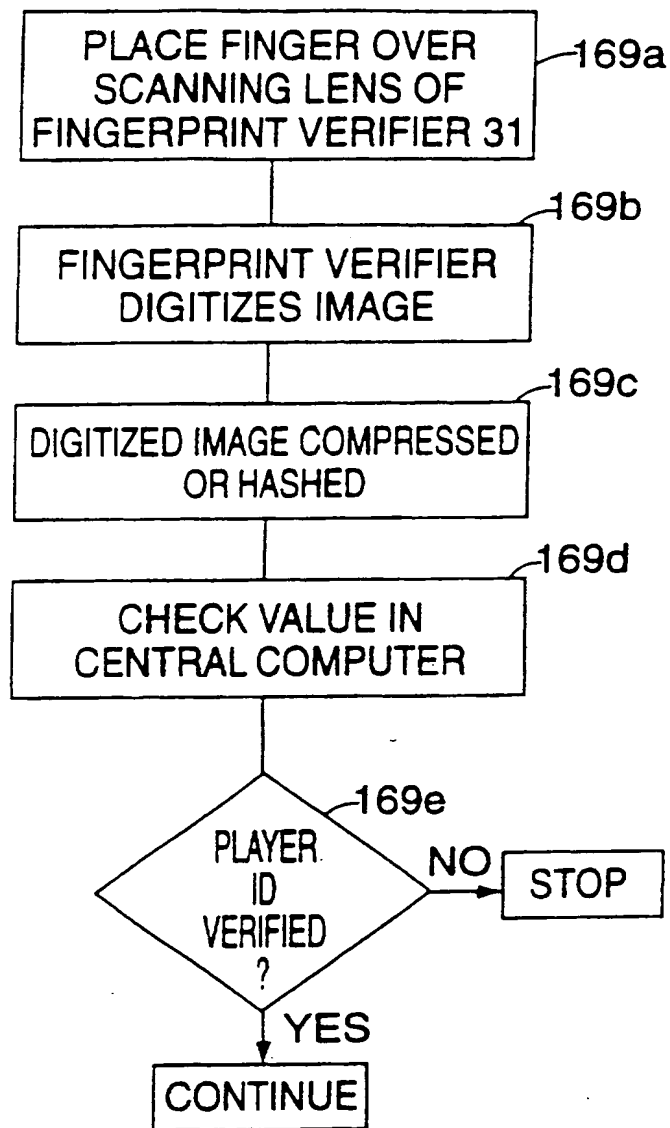 PLACE FINGER OVER
SCANNING LENS OF
FINGERPRINT VERIFIER 31
169a
169b
FINGERPRINT VERIFIER
DIGITIZES IMAGE
169c
DIGITIZED IMAGE COMPRESSED
OR HASHED
169d
CHECK VALUE IN
CENTRAL COMPUTER
169e
PLAYER
ID
VERIFIED
?
NO
STOP
YES
CONTINUE